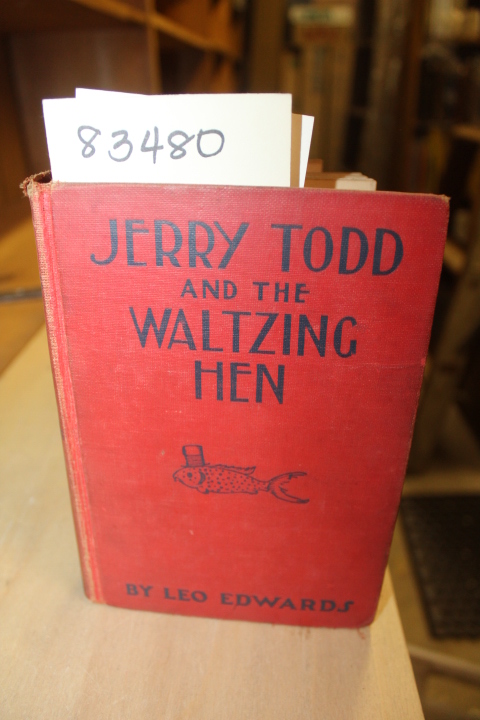 83480
JERRY TODD
AND THE
WALTZING
HEN
BY LEO EDWARDS